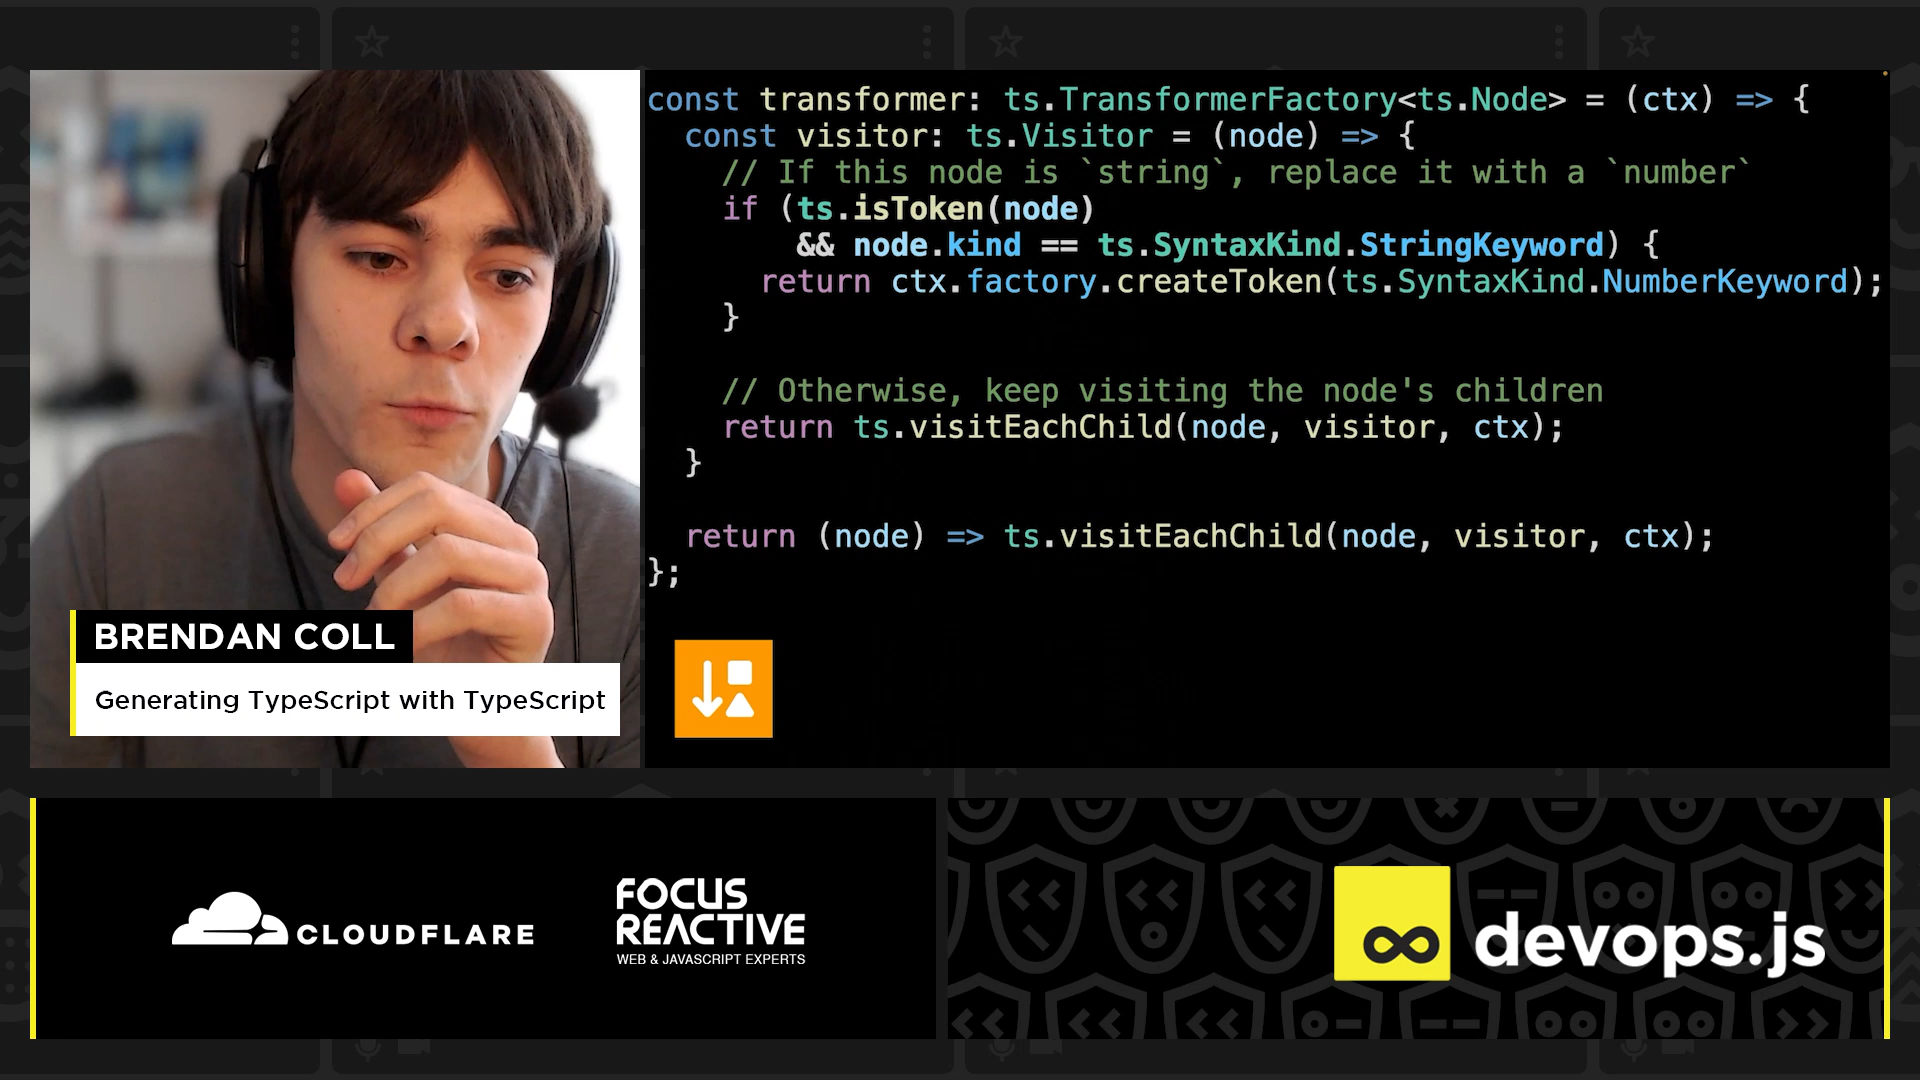 const transformer: ts.TransformerFactory<ts.Node> = (ctx) => {
const visitor: ts.Visitor = (node) => {
// If this node is `string`, replace it with a `number`
if (ts.isToken(node)
&& node.kind == ts.SyntaxKind.StringKeyword) {
return ctx.factory.createToken(ts.SyntaxKind.NumberKeyword);
}
// Otherwise, keep visiting the node's children
return ts.visitEachChild(node, visitor, ctx);
}
return (node) => ts.visitEachChild(node, visitor, ctx);
};
BRENDAN COLL
Generating TypeScript with TypeScript
CLOUDFLARE
FOCUS
REACTIVE
WEB & JAVASCRIPT EXPERTS
devops.js